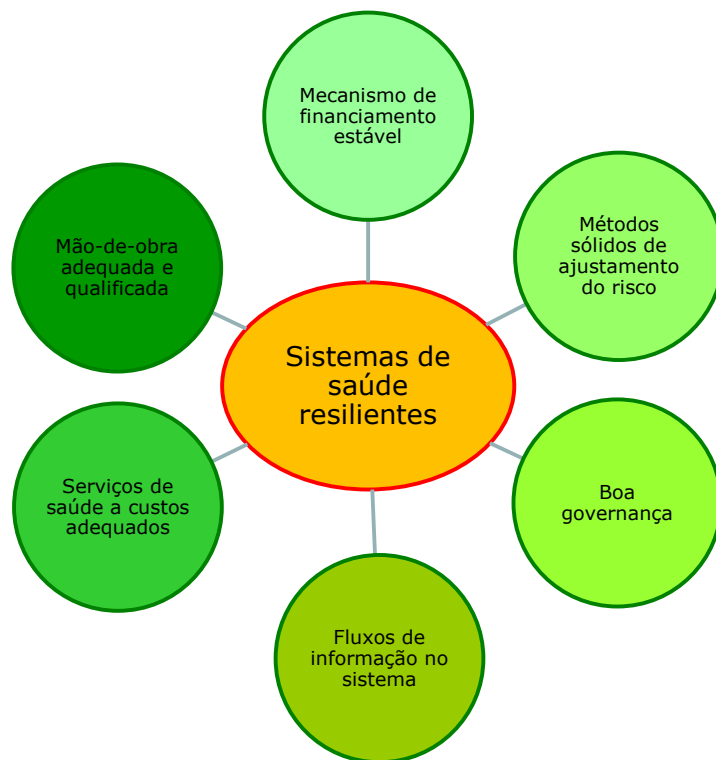 Mecanismo de
financiamento
estável
Métodos
sólidos de
ajustamento
do risco
Mão-de-obra
adequada e
qualificada
Sistemas de
saúde
resilientes
Serviços de
saúde a custos
adequados
Boa
governança
Fluxos de
informação no
sistema